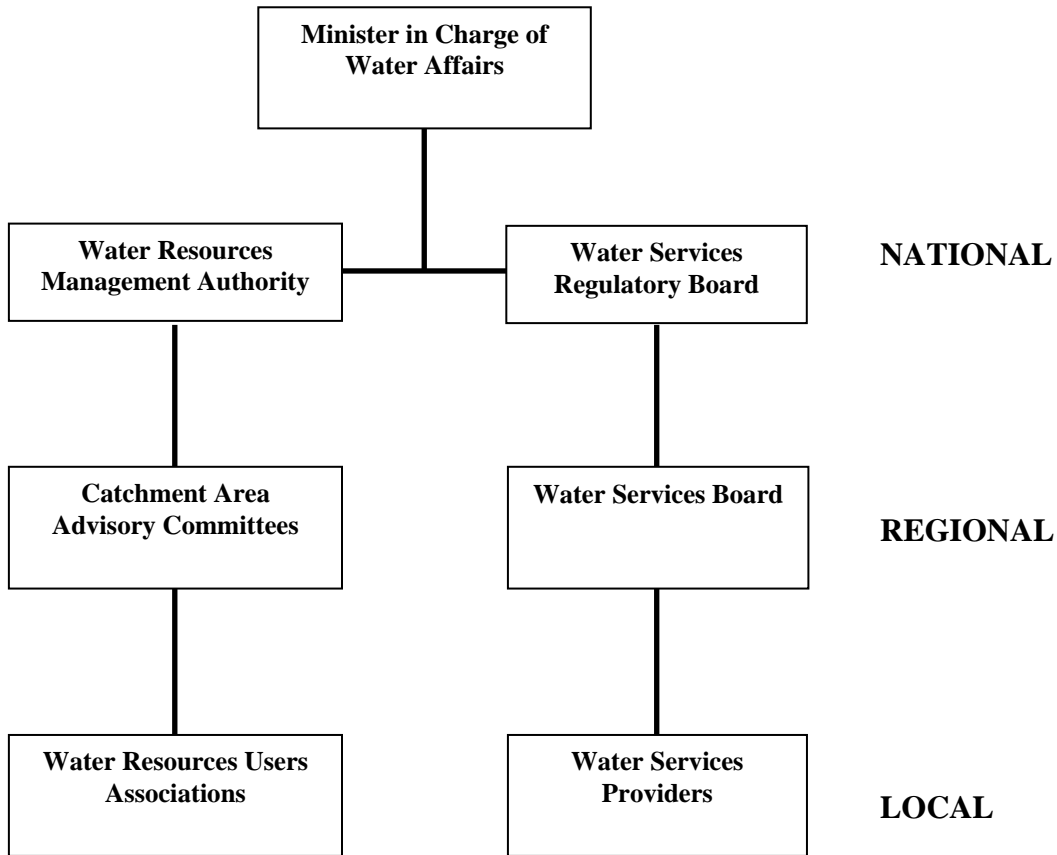 Minister in Charge of
Water Affairs
Water Resources
Management Authority
Water Services
Regulatory Board
NATIONAL
Catchment Area
Advisory Committees
Water Services Board
REGIONAL
Water Resources Users
Associations
Water Services
Providers
LOCAL